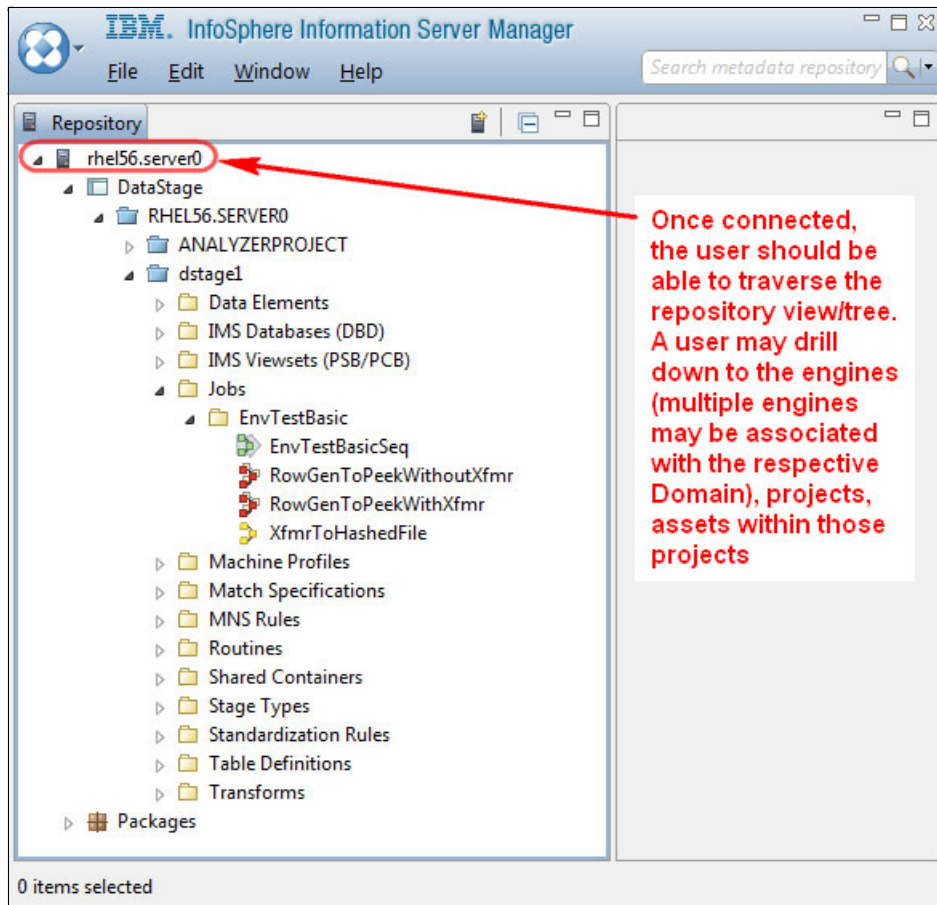 IBM. InfoSphere Information Server Manager
File Edit Window Help
Search metadata repository
Repository
rhel56.server0
DataStage
RHEL56.SERVER0
ANALYZERPROJECT
dstage1
Data Elements
IMS Databases (DBD)
IMS Viewsets (PSB/PCB)
Jobs
EnvTestBasic
EnvTestBasicSeq
RowGenToPeekWithoutXfmr
RowGenToPeekWithXfmr
XfmrToHashedFile
Machine Profiles
Match Specifications
MNS Rules
Routines
Shared Containers
Stage Types
Standardization Rules
Table Definitions
Transforms
Packages
Once connected,
the user should be
able to traverse the
repository view/tree.
A user may drill
down to the engines
(multiple engines
may be associated
with the respective
Domain), projects,
assets within those
projects
0 items selected